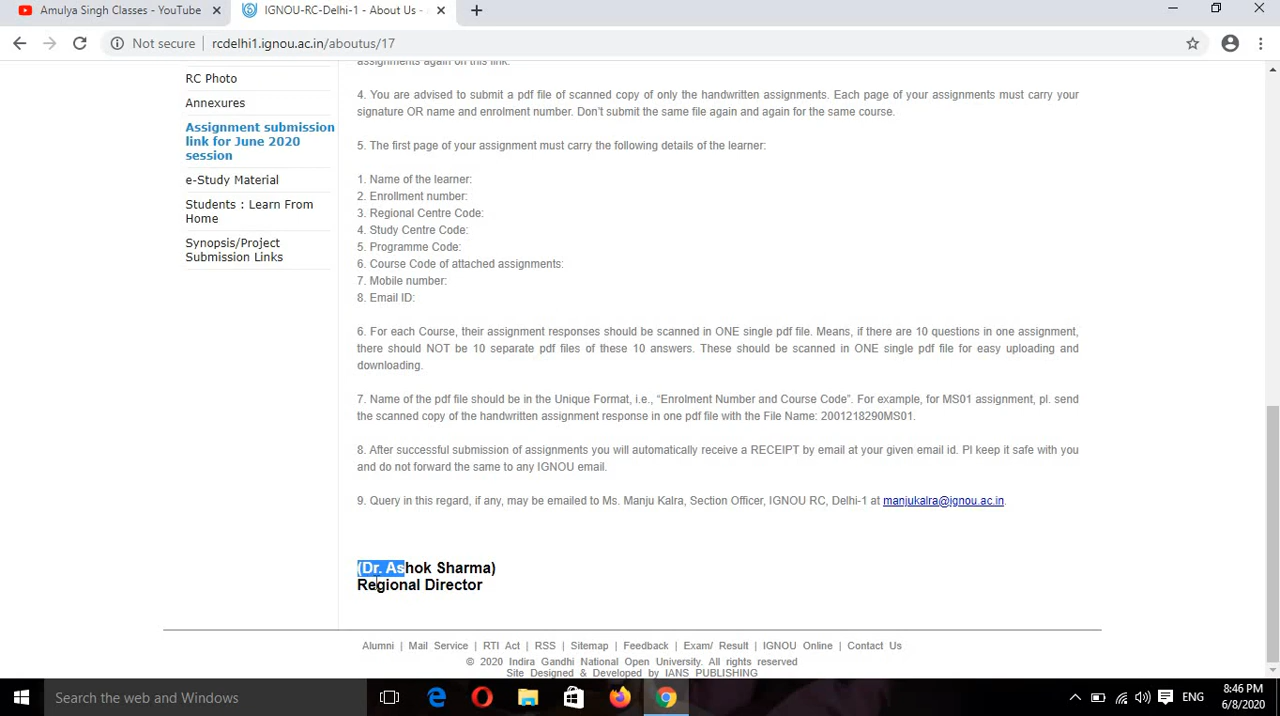 Amulya Singh Classes - YouTube
IGNOU-RC-Delhi-1 - About Us -
Not secure | rcdelhi1.ignou.ac.in/aboutus/17
RC Photo
Annexures
Assignment submission
link for June 2020
session
e-Study Material
Students : Learn From
Home
Synopsis/Project
Submission Links
assignments again on this link.
4. You are advised to submit a pdf file of scanned copy of only the handwritten assignments. Each page of your assignments must carry your
signature OR name and enrolment number. Don't submit the same file again and again for the same course.
5. The first page of your assignment must carry the following details of the learner:
1. Name of the learner:
2. Enrollment number:
3. Regional Centre Code:
4. Study Centre Code:
5. Programme Code:
6. Course Code of attached assignments:
7. Mobile number:
8. Email ID:
6. For each Course, their assignment responses should be scanned in ONE single pdf file. Means, if there are 10 questions in one assignment,
there should NOT be 10 separate pdf files of these 10 answers. These should be scanned in ONE single pdf file for easy uploading and
downloading.
7. Name of the pdf file should be in the Unique Format, i.e., “Enrolment Number and Course Code”. For example, for MS01 assignment, pl. send
the scanned copy of the handwritten assignment response in one pdf file with the File Name: 2001218290MS01.
8. After successful submission of assignments you will automatically receive a RECEIPT by email at your given email id. Pl keep it safe with you
and do not forward the same to any IGNOU email.
9. Query in this regard, if any, may be emailed to Ms. Manju Kalra, Section Officer, IGNOU RC, Delhi-1 at manjukalra@ignou.ac.in.
(Dr. Ashok Sharma)
Regional Director
Alumni | Mail Service | RTI Act | RSS | Sitemap | Feedback | Exam/ Result | IGNOU Online | Contact Us
© 2020 Indira Gandhi National Open University. All rights reserved
Site Designed & Developed by IANS PUBLISHING
Search the web and Windows
ENG
8:46 PM
6/8/2020